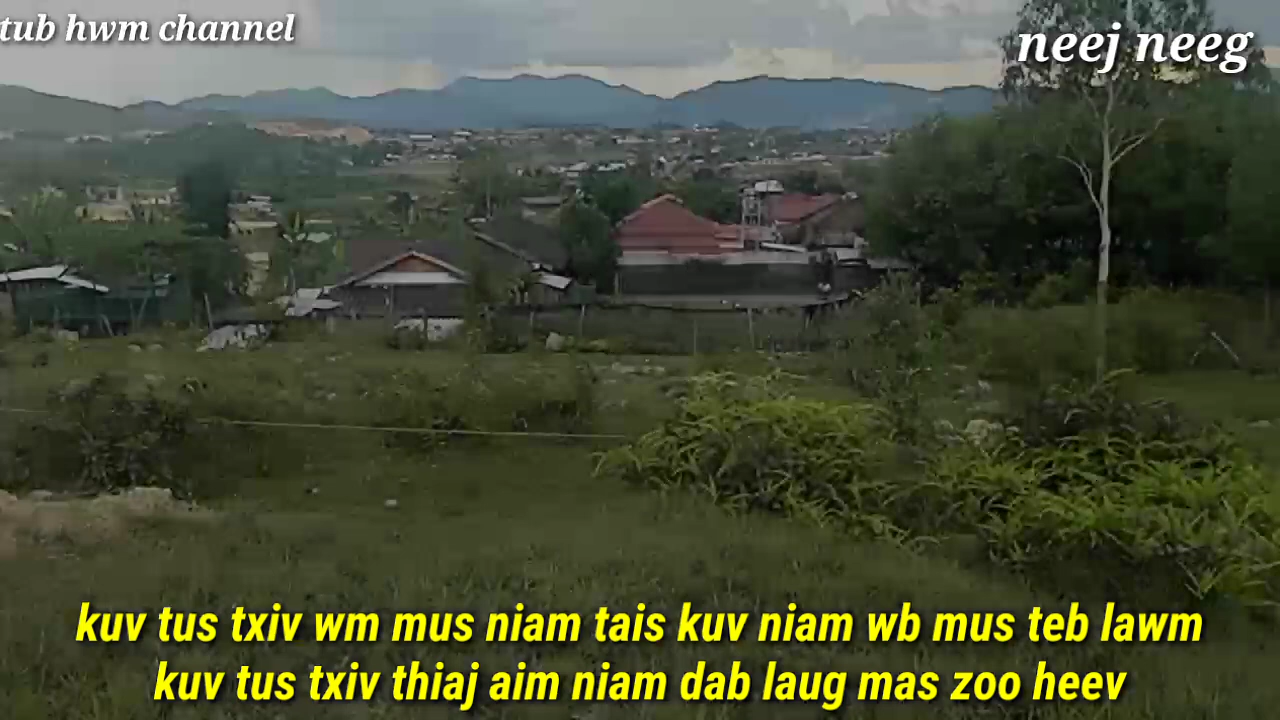 tub hwm channel
neej neeg
kuv tus txiv wm mus niam tais kuv niam wb mus teb lawm
kuv tus txiv thiaj aim niam dab laug mas zoo heev